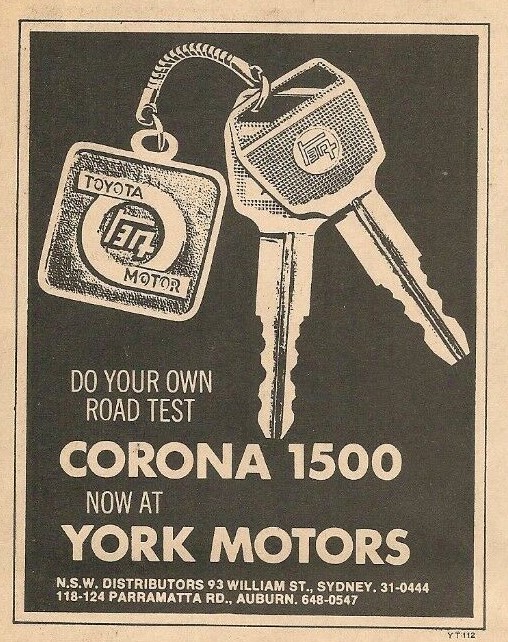 TOYOTA
MOTOR
DO YOUR OWN
ROAD TEST
CORONA 1500
NOW AT
YORK MOTORS
N.S.W. DISTRIBUTORS 93 WILLIAM ST., SYDNEY. 31-0444
118-124 PARRAMATTA RD., AUBURN. 648-0547
YT·112